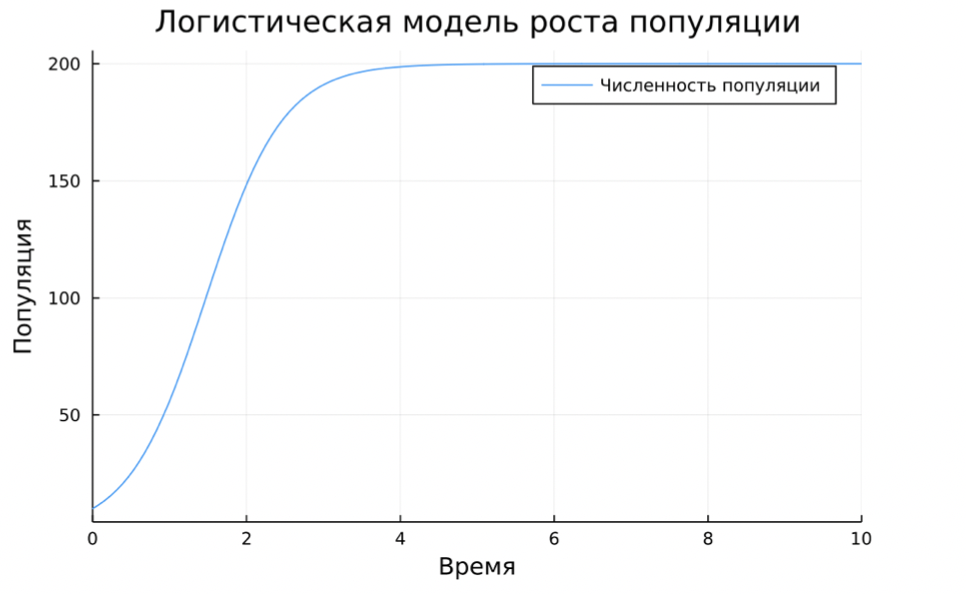 Логистическая модель роста популяции
200
150
100
50
Популяция
Численность популяции
0 2 4 6 8 10
Время